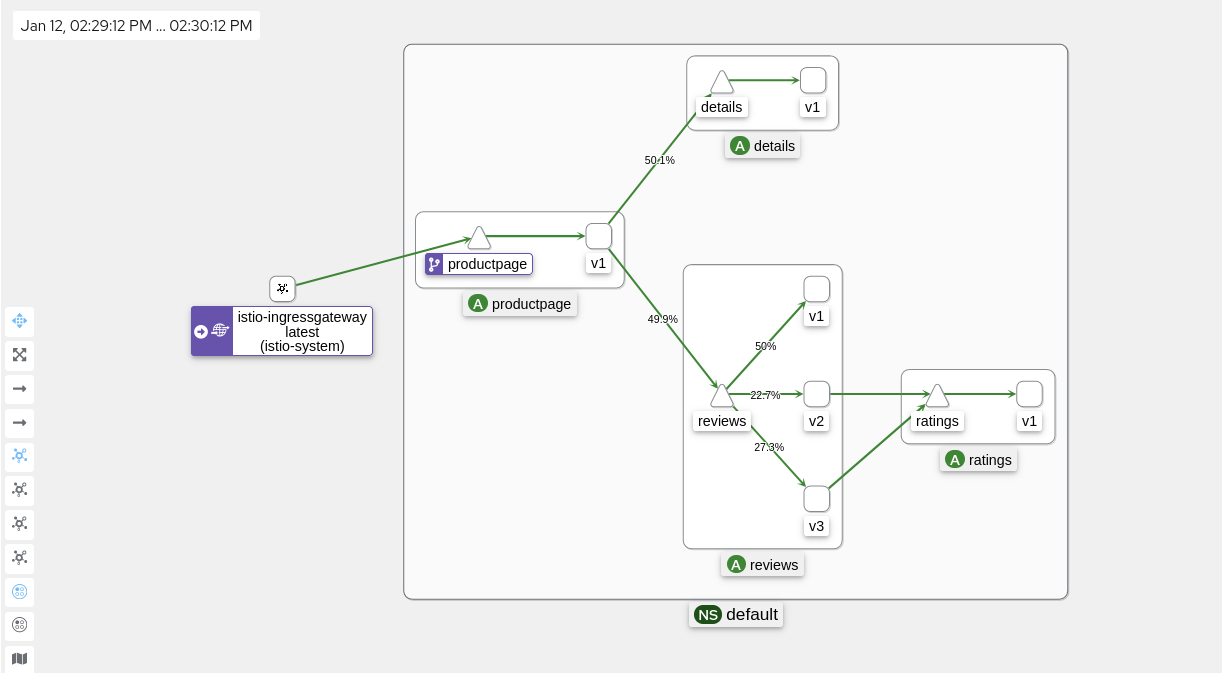 Jan 12, 02:29:12 PM ... 02:30:12 PM
details
v1
A details
50.1%
productpage
v1
A productpage
istio-ingressgateway
latest
(istio-system)
49.9%
v1
50%
22.7%
reviews
v2
ratings
v1
27.3%
A ratings
v3
A reviews
NS default